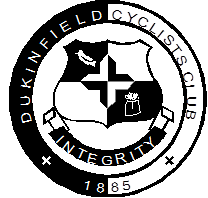 DUKINFIELD CYCLISTS CLUB
INTEGRITY
1885